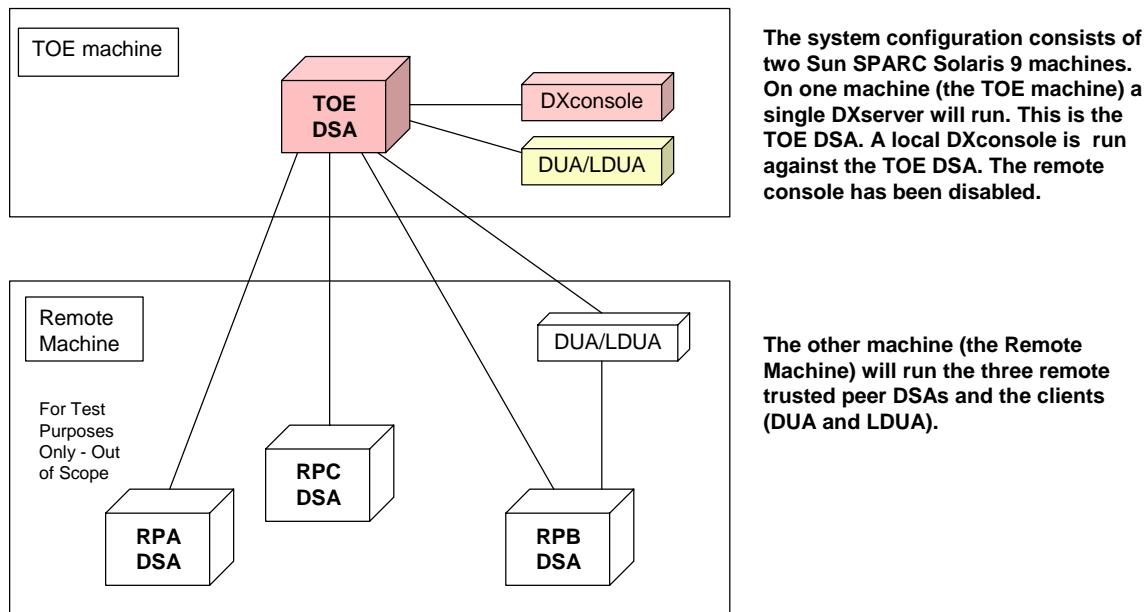 TOE machine
TOE
DSA
DXconsole
DUA/LDUA
The system configuration consists of
two Sun SPARC Solaris 9 machines.
On one machine (the TOE machine) a
single DXserver will run. This is the
TOE DSA. A local DXconsole is run
against the TOE DSA. The remote
console has been disabled.
Remote
Machine
For Test
Purposes
Only - Out
of Scope
DUA/LDUA
RPC
DSA
RPA
DSA
RPB
DSA
The other machine (the Remote
Machine) will run the three remote
trusted peer DSAs and the clients
(DUA and LDUA).